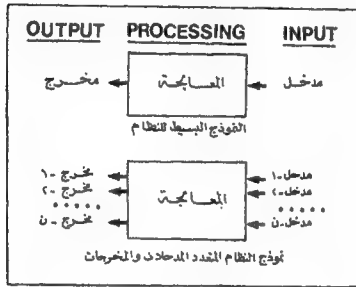 OUTPUT PROCESSING INPUT
مدخل المعالجة مخرج
النموذج البسيط للنظام
مدخل-١ مخرج -١
مدخل-٢ المعالجة مخرج -٢
.....  .....
مدخل-ن مخرج -ن
نموذج النظام المتعدد المدخلات والمخرجات